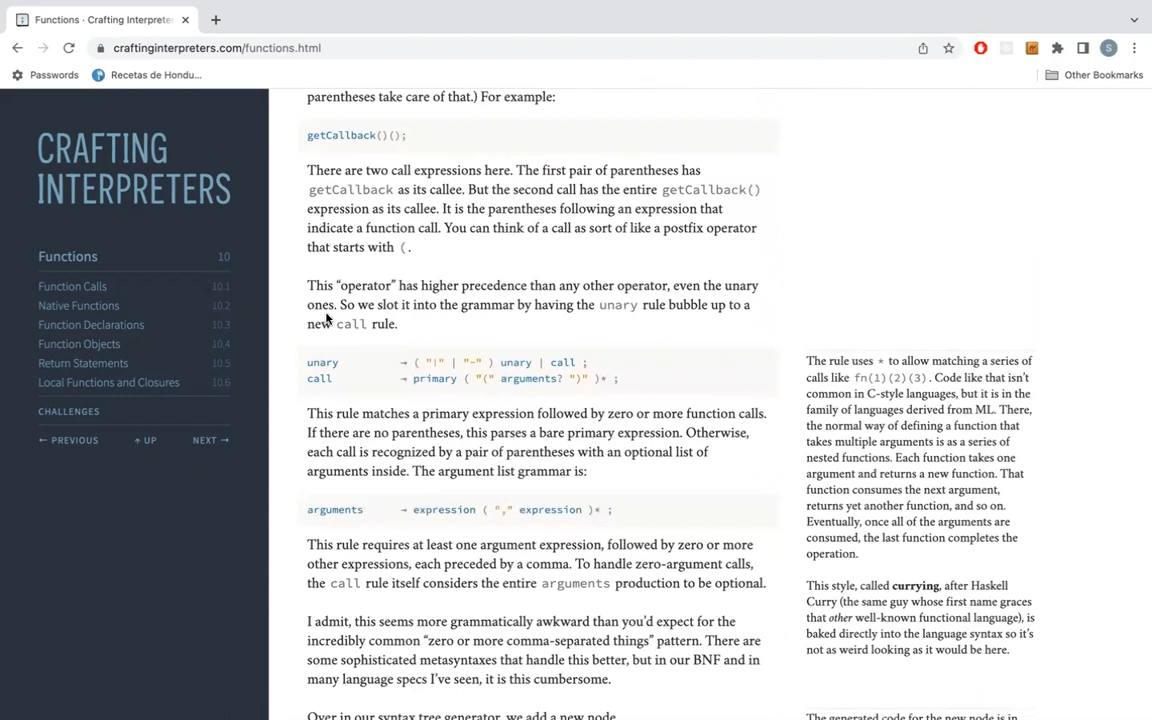 Functions · Crafting Interprete
craftinginterpreters.com/functions.html
S
Passwords
Recetas de Hondu...
Other Bookmarks
CRAFTING
INTERPRETERS
Functions 10
Function Calls 10.1
Native Functions 10.2
Function Declarations 10.3
Function Objects 10.4
Return Statements 10.5
Local Functions and Closures 10.6
CHALLENGES
← PREVIOUS ↑ UP NEXT →
parentheses take care of that.) For example:
getCallback()();
There are two call expressions here. The first pair of parentheses has
getCallback as its callee. But the second call has the entire getCallback()
expression as its callee. It is the parentheses following an expression that
indicate a function call. You can think of a call as sort of like a postfix operator
that starts with (.
This “operator” has higher precedence than any other operator, even the unary
ones. So we slot it into the grammar by having the unary rule bubble up to a
new call rule.
unary → ( "!" | "-" ) unary | call ;
call → primary ( "(" arguments? ")" )* ;
This rule matches a primary expression followed by zero or more function calls.
If there are no parentheses, this parses a bare primary expression. Otherwise,
each call is recognized by a pair of parentheses with an optional list of
arguments inside. The argument list grammar is:
arguments → expression ( "," expression )* ;
This rule requires at least one argument expression, followed by zero or more
other expressions, each preceded by a comma. To handle zero-argument calls,
the call rule itself considers the entire arguments production to be optional.
I admit, this seems more grammatically awkward than you’d expect for the
incredibly common “zero or more comma-separated things” pattern. There are
some sophisticated metasyntaxes that handle this better, but in our BNF and in
many language specs I’ve seen, it is this cumbersome.
Over in our syntax tree generator, we add a new node.
The rule uses * to allow matching a series of
calls like fn(1)(2)(3). Code like that isn’t
common in C-style languages, but it is in the
family of languages derived from ML. There,
the normal way of defining a function that
takes multiple arguments is as a series of
nested functions. Each function takes one
argument and returns a new function. That
function consumes the next argument,
returns yet another function, and so on.
Eventually, once all of the arguments are
consumed, the last function completes the
operation.
This style, called currying, after Haskell
Curry (the same guy whose first name graces
that other well-known functional language), is
baked directly into the language syntax so it’s
not as weird looking as it would be here.
The generated code for the new node is in